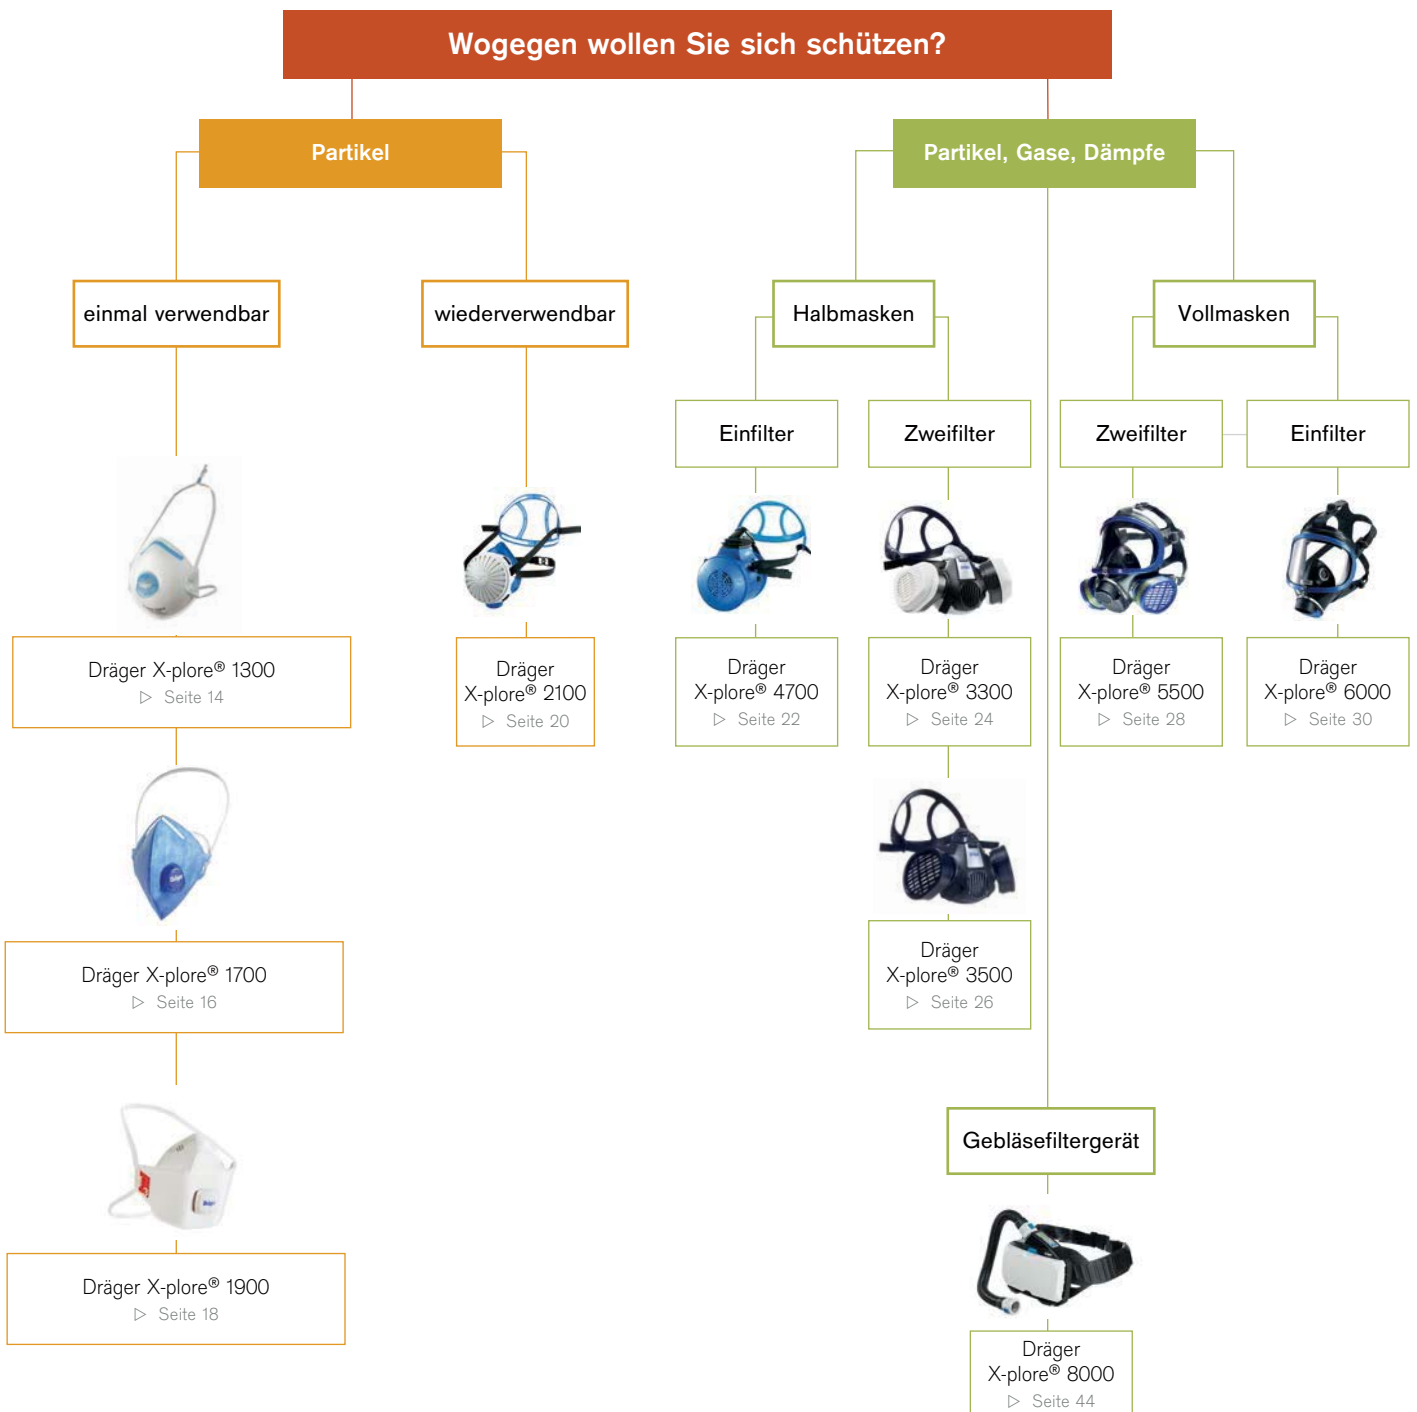 Wogegen wollen Sie sich schützen?
Partikel
Partikel, Gase, Dämpfe
einmal verwendbar
wiederverwendbar
Halbmasken
Vollmasken
Einfilter
Zweifilter
Zweifilter
Einfilter
Dräger X-plore® 1300
▷ Seite 14
Dräger
X-plore® 2100
▷ Seite 20
Dräger
X-plore® 4700
▷ Seite 22
Dräger
X-plore® 3300
▷ Seite 24
Dräger
X-plore® 5500
▷ Seite 28
Dräger
X-plore® 6000
▷ Seite 30
Dräger X-plore® 1700
▷ Seite 16
Dräger
X-plore® 3500
▷ Seite 26
Gebläsefiltergerät
Dräger X-plore® 1900
▷ Seite 18
Dräger
X-plore® 8000
▷ Seite 44